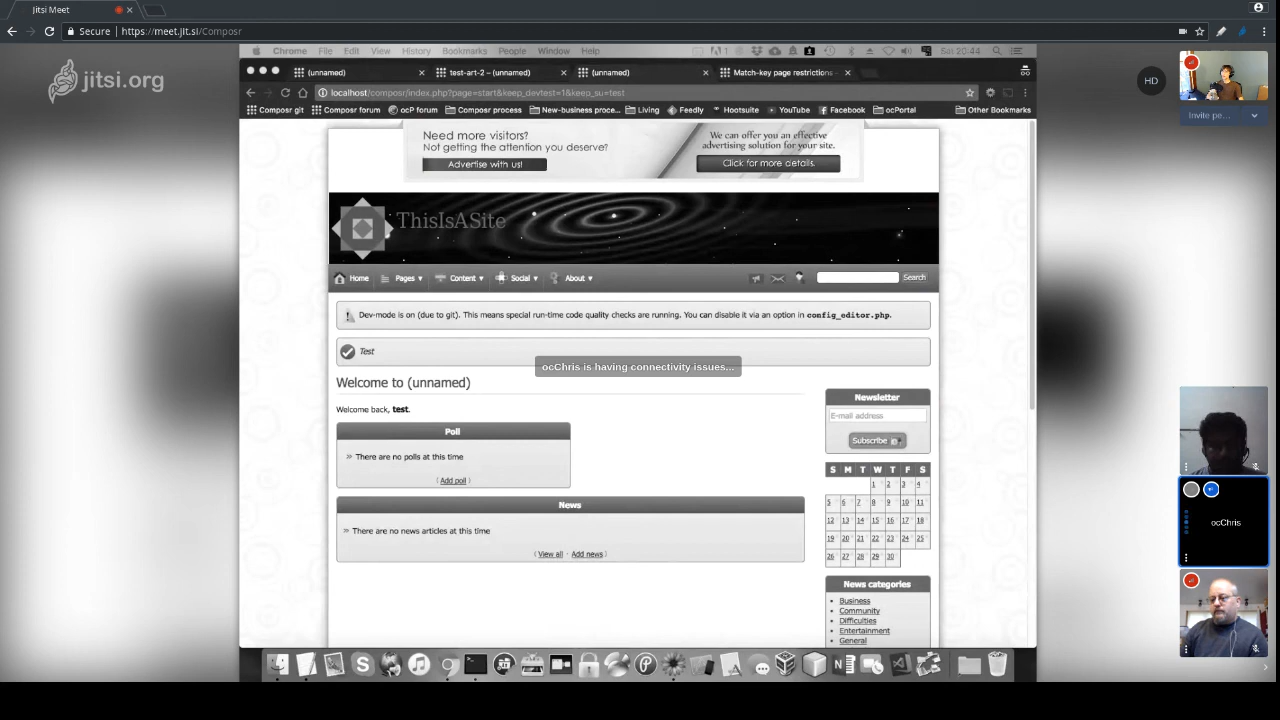 Jitsi Meet
Secure
https://meet.jit.si/Composr
jitsi.org
Chrome File Edit View History Bookmarks People Window Help
Sat 20:44
(unnamed)
test-art-2 – (unnamed)
(unnamed)
Match-key page restrictions
localhost/composr/index.php?page=start&keep_devtest=1&keep_su=test
Composr git
Composr forum
ocP forum
Composr process
New-business proce...
Living
Feedly
Hootsuite
YouTube
Facebook
ocPortal
Other Bookmarks
HD
Invite pe...
Need more visitors?
Not getting the attention you deserve?
Advertise with us!
We can offer you an effective
advertising solution for your site.
Click for more details.
ThisIsASite
Home Pages Content Social About
Search
Dev-mode is on (due to git). This means special run-time code quality checks are running. You can disable it via an option in config_editor.php.
Test
ocChris is having connectivity issues...
Welcome to (unnamed)
Welcome back, test.
Poll
» There are no polls at this time
( Add poll )
News
» There are no news articles at this time
( View all · Add news )
Newsletter
E-mail address
Subscribe
S M T W T F S
1 2 3 4
5 6 7 8 9 10 11
12 13 14 15 16 17 18
19 20 21 22 23 24 25
26 27 28 29 30
News categories
Business
Community
Difficulties
Entertainment
General
ocChris